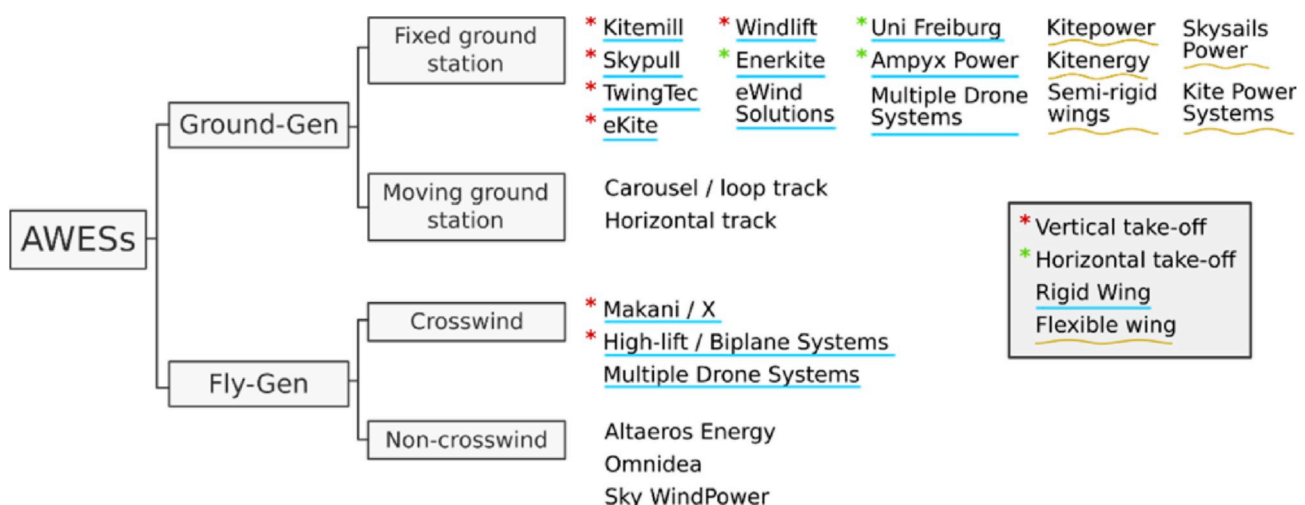 AWESs
Ground-Gen
Fixed ground
station
* Kitemill
* Skypull
* TwingTec
* eKite
* Windlift
* Enerkite
eWind
Solutions
* Uni Freiburg
* Ampyx Power
Multiple Drone
Systems
Kitepower
Kitenergy
Semi-rigid
wings
Skysails
Power
Kite Power
Systems
Moving ground
station
Carousel / loop track
Horizontal track
Fly-Gen
Crosswind
* Makani / X
* High-lift / Biplane Systems
Multiple Drone Systems
Non-crosswind
Altaeros Energy
Omnidea
Sky WindPower
* Vertical take-off
* Horizontal take-off
Rigid Wing
Flexible wing